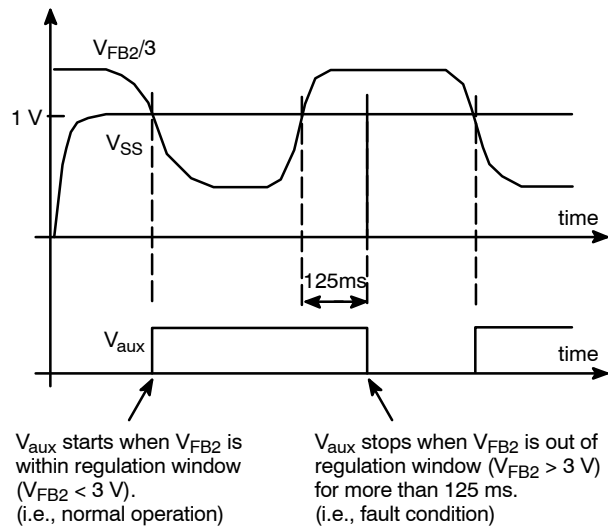 V_FB2/3
1 V
V_SS
time
125ms
V_aux
time
V_aux starts when V_FB2 is
within regulation window
(V_FB2 < 3 V).
(i.e., normal operation)
V_aux stops when V_FB2 is out of
regulation window (V_FB2 > 3 V)
for more than 125 ms.
(i.e., fault condition)